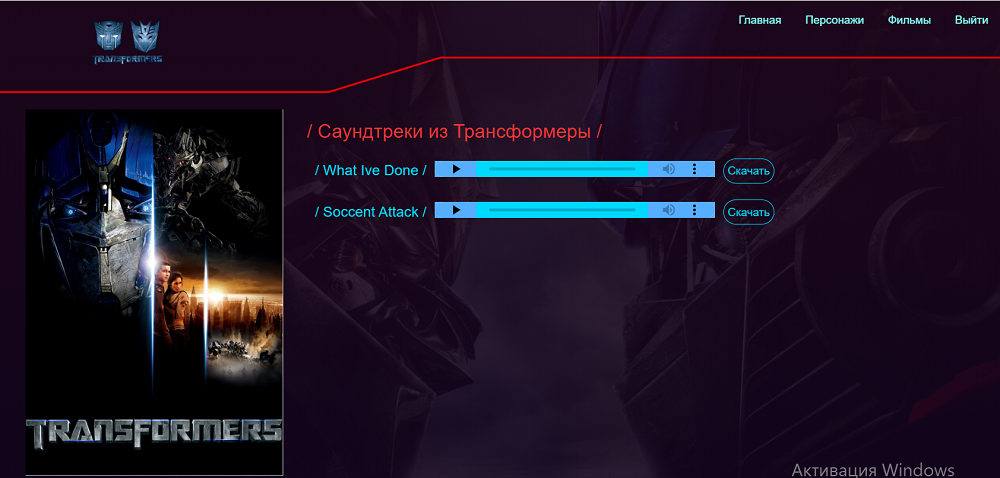 Главная Персонажи Фильмы Выйти
TRANSFORMERS
/ Саундтреки из Трансформеры /
/ What Ive Done / Скачать
/ Soccent Attack / Скачать
TRANSFORMERS
Активация Windows